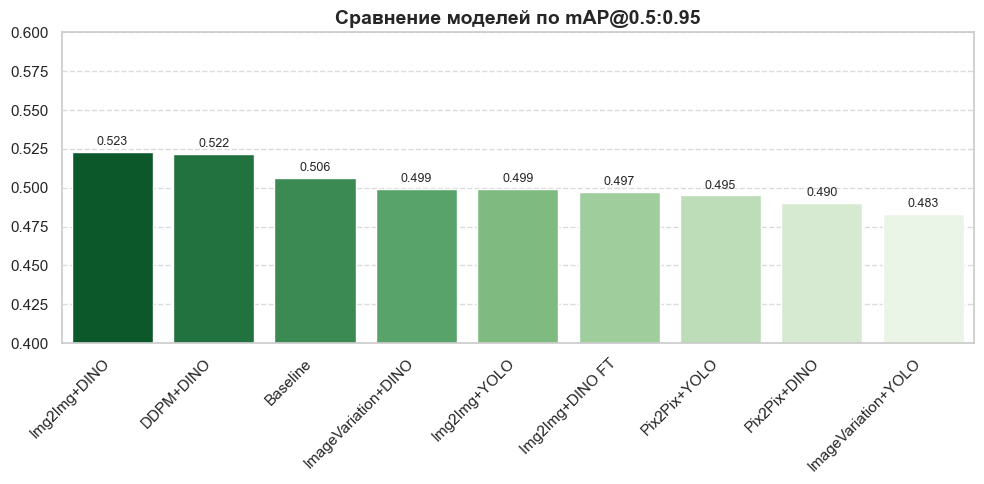 Сравнение моделей по mAP@0.5:0.95
0.600
0.575
0.550
0.525
0.500
0.475
0.450
0.425
0.400
0.523
0.522
0.506
0.499
0.499
0.497
0.495
0.490
0.483
Img2Img+DINO
DDPM+DINO
Baseline
ImageVariation+DINO
Img2Img+YOLO
Img2Img+DINO FT
Pix2Pix+YOLO
Pix2Pix+DINO
ImageVariation+YOLO